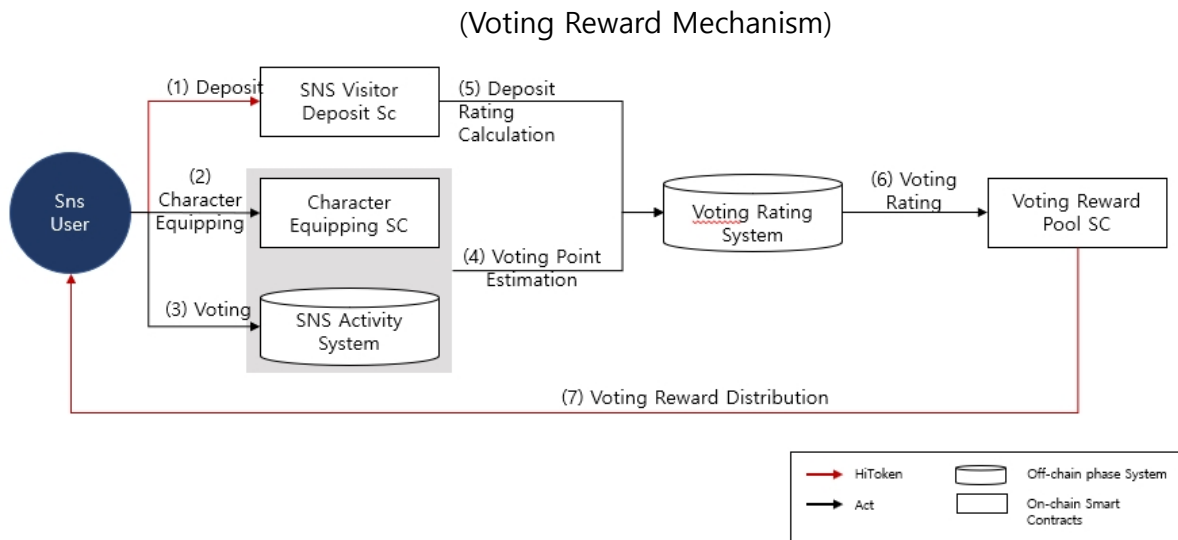 (Voting Reward Mechanism)
(1) Deposit
SNS Visitor
Deposit Sc
(5) Deposit
Rating
Calculation
Sns
User
(2)
Character
Equipping
Character
Equipping SC
(4) Voting Point
Estimation
(3) Voting
SNS Activity
System
Voting Rating
System
(6) Voting
Rating
Voting Reward
Pool SC
(7) Voting Reward Distribution
HiToken
Off-chain phase System
Act
On-chain Smart
Contracts